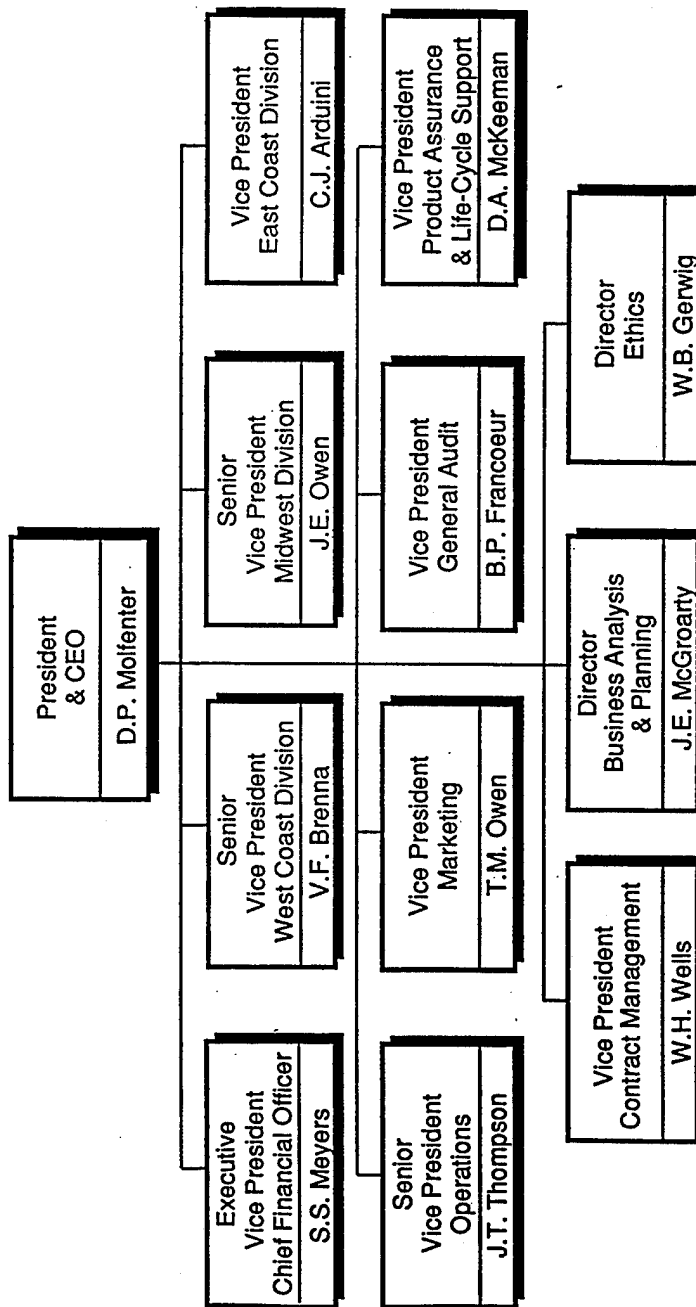 President
& CEO
D.P. Molfenter
Executive
Vice President
Chief Financial Officer
S.S. Meyers
Senior
Vice President
West Coast Division
V.F. Brenna
Senior
Vice President
Midwest Division
J.E. Owen
Vice President
East Coast Division
C.J. Arduini
Senior
Vice President
Operations
J.T. Thompson
Vice President
Marketing
T.M. Owen
Vice President
General Audit
B.P. Francoeur
Vice President
Product Assurance
& Life-Cycle Support
D.A. McKeeman
Vice President
Contract Management
W.H. Wells
Director
Business Analysis
& Planning
J.E. McGroarty
Director
Ethics
W.B. Gerwig